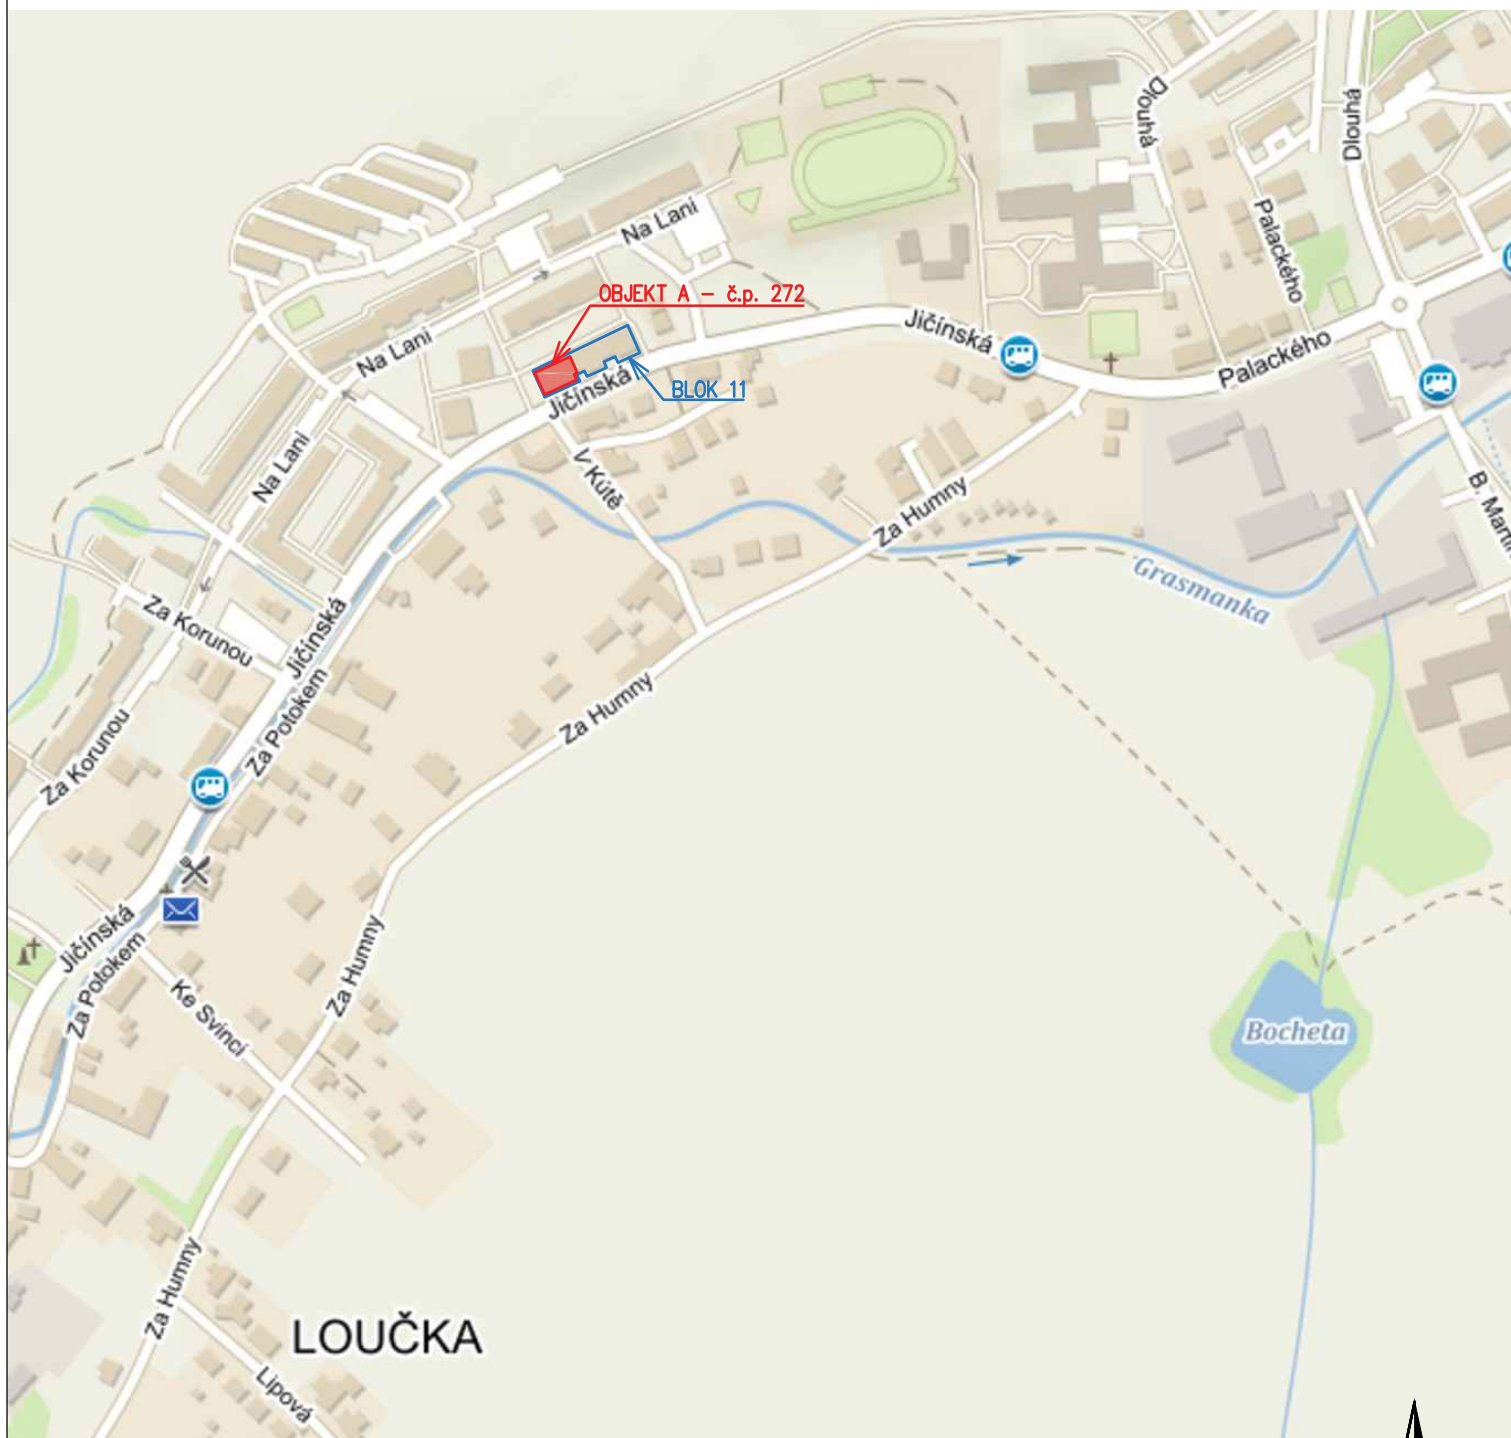 Dlouhá
Dlouhá
Palackého
Na Lani
OBJEKT A – č.p. 272
Jičínská
Na Lani
Palackého
BLOK 11
Jičínská
Na Lani
V Kútě
Za Humny
Grasmanka
Za Korunou
Jičínská
Za Potokem
Za Humny
Za Korunou
Jičínská
Za Potokem
Za Humny
Ke Svinci
Bocheta
Za Humny
LOUČKA
Lipová